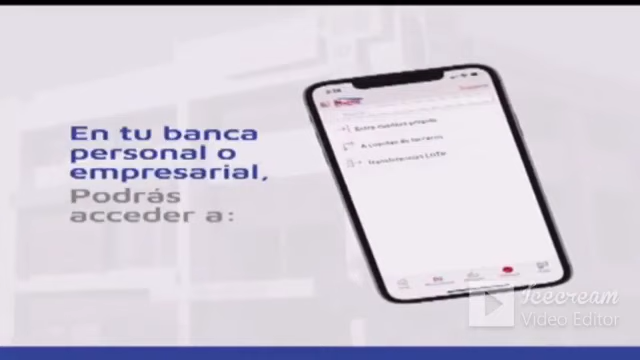 En tu banca
personal o
empresarial,
Podrás
acceder a:
Entre cuentas propias
A cuentas de terceros
Transferencias LBTR
Icecream
Video Editor